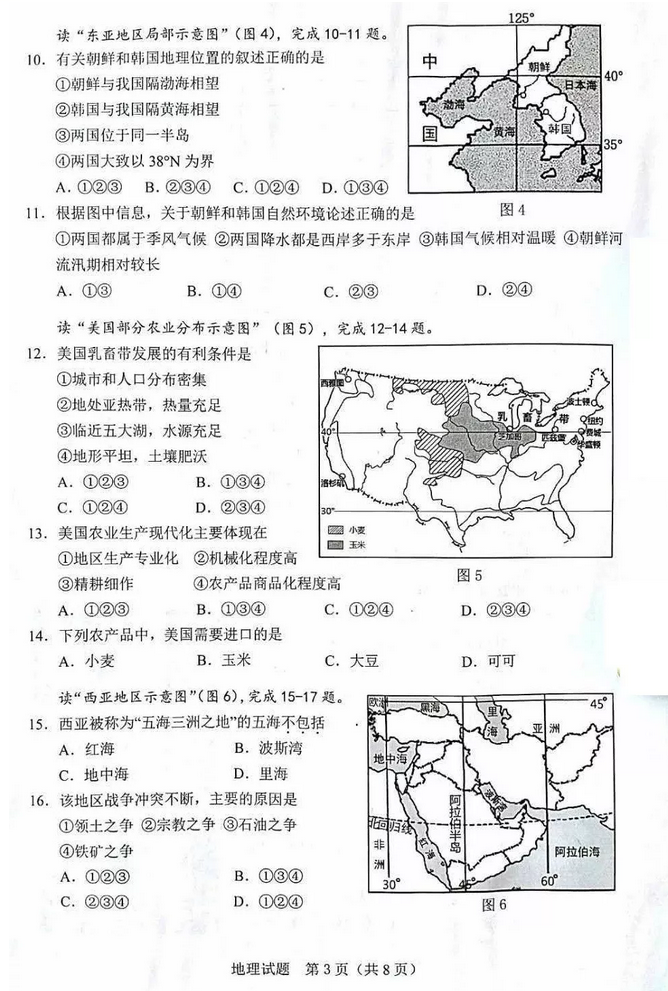 读“东亚地区局部示意图”(图4)，完成10-11题。
10. 有关朝鲜和韩国地理位置的叙述正确的是
①朝鲜与我国隔渤海相望
②韩国与我国隔黄海相望
③两国位于同一半岛
④两国大致以38°N为界
A. ①②③ B. ②③④ C. ①②④ D. ①③④
125°
中
国
朝鲜
40°
日本海
渤海
黄海
韩国
35°
图4
11. 根据图中信息，关于朝鲜和韩国自然环境论述正确的是
①两国都属于季风气候 ②两国降水都是西岸多于东岸 ③韩国气候相对温暖 ④朝鲜河
流汛期相对较长
A. ①③ B. ①④ C. ②③ D. ②④
读“美国部分农业分布示意图”(图5)，完成12-14题。
12. 美国乳畜带发展的有利条件是
①城市和人口分布密集
②地处亚热带，热量充足
③临近五大湖，水源充足
④地形平坦，土壤肥沃
A. ①②③ B. ①③④
C. ①②④ D. ②③④
西雅图
波士顿
乳 畜 带
纽约
费城
40°
芝加哥
匹兹堡
华盛顿
洛杉矶
30°
小麦
玉米
图5
13. 美国农业生产现代化主要体现在
①地区生产专业化 ②机械化程度高
③精耕细作 ④农产品商品化程度高
A. ①②③ B. ①③④ C. ①②④ D. ②③④
14. 下列农产品中，美国需要进口的是
A. 小麦 B. 玉米 C. 大豆 D. 可可
读“西亚地区示意图”(图6)，完成15-17题。
15. 西亚被称为“五海三洲之地”的五海不包括
A. 红海 B. 波斯湾
C. 地中海 D. 里海
16. 该地区战争冲突不断，主要的原因是
①领土之争 ②宗教之争 ③石油之争
④铁矿之争
A. ①②③ B. ①③④
C. ②③④ D. ①②④
欧洲
黑海
里海
45°
亚洲
地中海
波斯湾
阿拉伯半岛
北回归线
红海
非洲
阿拉伯海
30°
45°
60°
图6
地理试题 第3页（共8页）